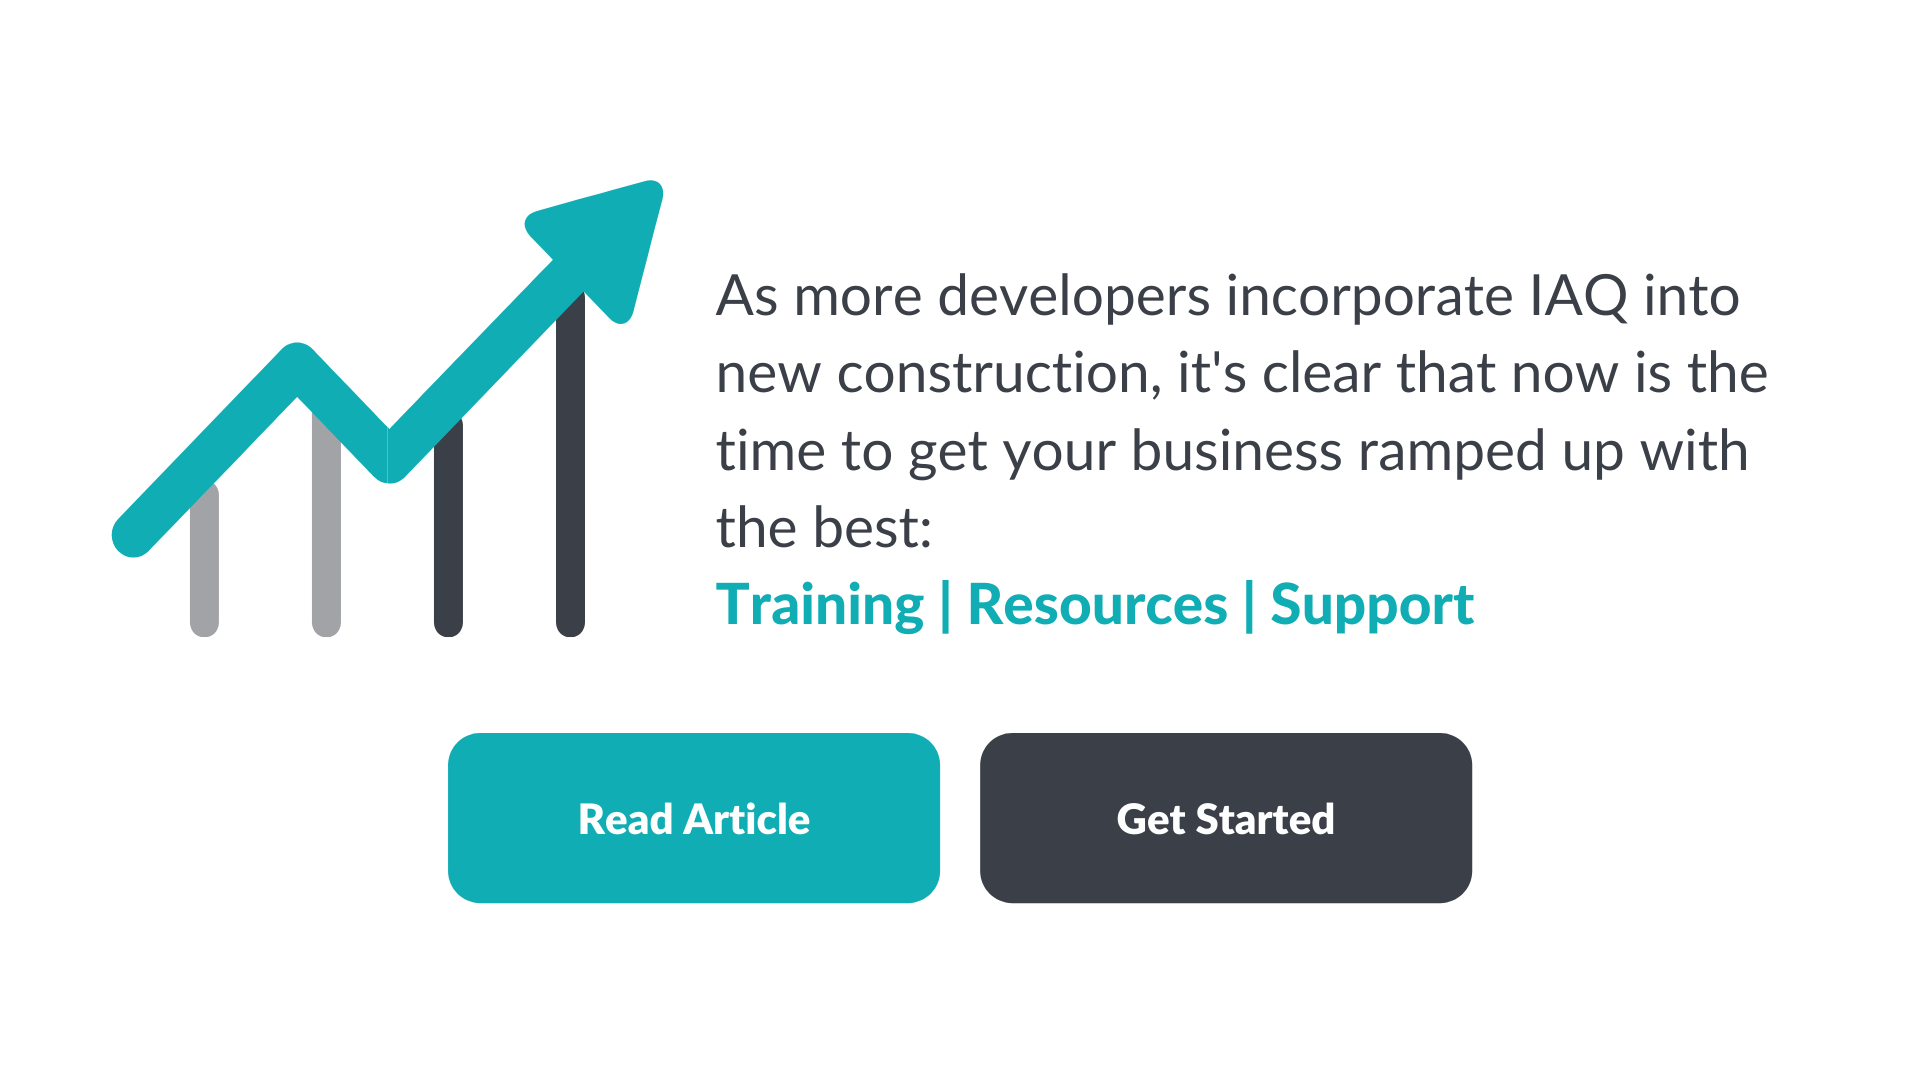 As more developers incorporate IAQ into
new construction, it's clear that now is the
time to get your business ramped up with
the best:
Training | Resources | Support
Read Article
Get Started